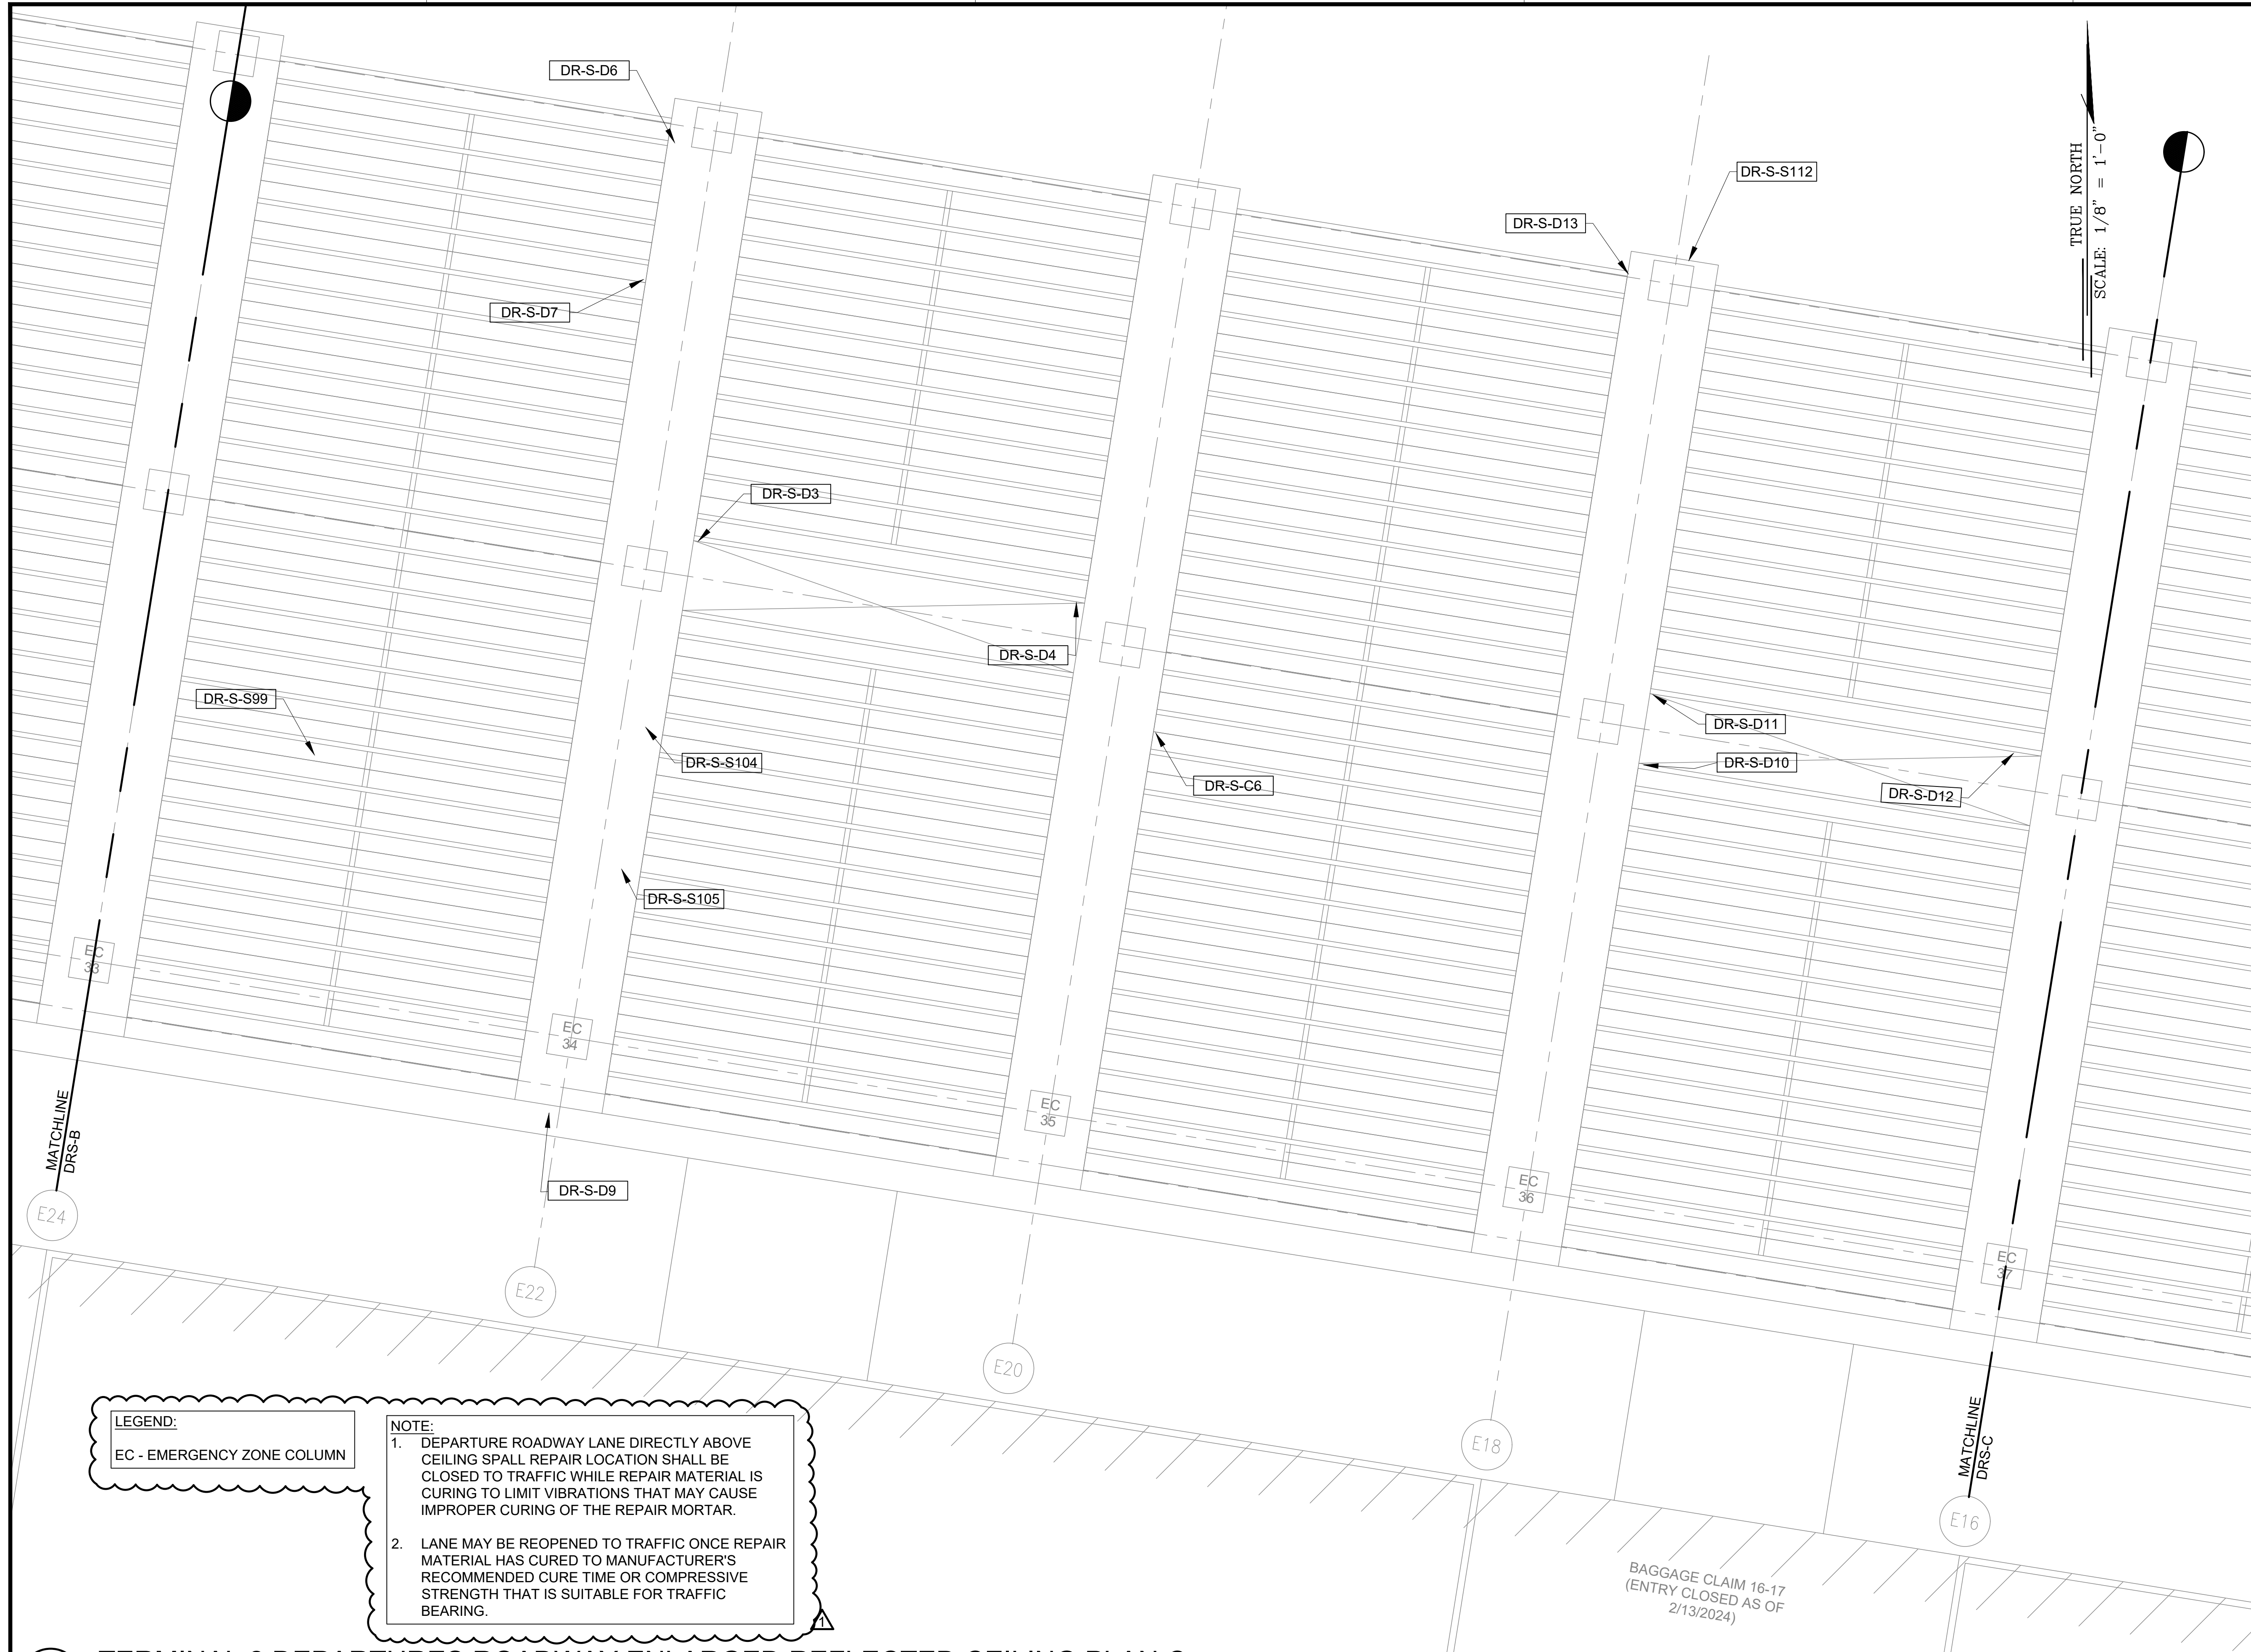 DR-S-D6
DR-S-S112
DR-S-D13
TRUE NORTH
SCALE: 1/8" = 1'-0"
DR-S-D7
DR-S-D3
DR-S-D4
DR-S-S99
DR-S-S104
DR-S-C6
DR-S-D11
DR-S-D10
DR-S-D12
DR-S-S105
EC
33
EC
34
EC
35
EC
36
EC
37
MATCHLINE
DRS-B
DR-S-D9
E24
E22
E20
E18
E16
MATCHLINE
DRS-C
LEGEND:
EC - EMERGENCY ZONE COLUMN
NOTE:
1. DEPARTURE ROADWAY LANE DIRECTLY ABOVE
CEILING SPALL REPAIR LOCATION SHALL BE
CLOSED TO TRAFFIC WHILE REPAIR MATERIAL IS
CURING TO LIMIT VIBRATIONS THAT MAY CAUSE
IMPROPER CURING OF THE REPAIR MORTAR.
2. LANE MAY BE REOPENED TO TRAFFIC ONCE REPAIR
MATERIAL HAS CURED TO MANUFACTURER'S
RECOMMENDED CURE TIME OR COMPRESSIVE
STRENGTH THAT IS SUITABLE FOR TRAFFIC
BEARING.
1
BAGGAGE CLAIM 16-17
(ENTRY CLOSED AS OF
2/13/2024)